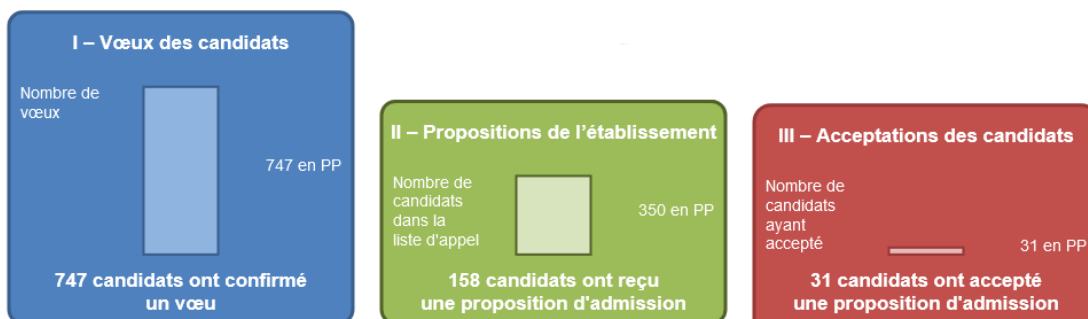 I – Vœux des candidats
Nombre de
vœux
747 en PP
747 candidats ont confirmé
un vœu
II – Propositions de l'établissement
Nombre de
candidats
dans la
liste d'appel
350 en PP
158 candidats ont reçu
une proposition d'admission
III – Acceptations des candidats
Nombre de
candidats
ayant
accepté
31 en PP
31 candidats ont accepté
une proposition d'admission